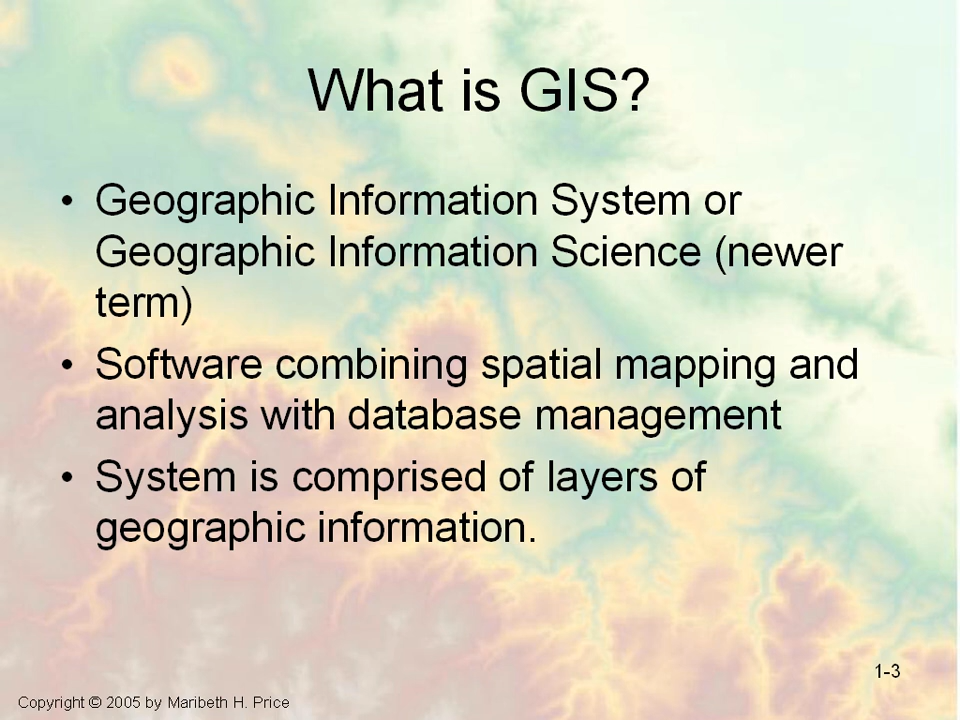 What is GIS?
• Geographic Information System or
Geographic Information Science (newer
term)
• Software combining spatial mapping and
analysis with database management
• System is comprised of layers of
geographic information.
1-3
Copyright © 2005 by Maribeth H. Price